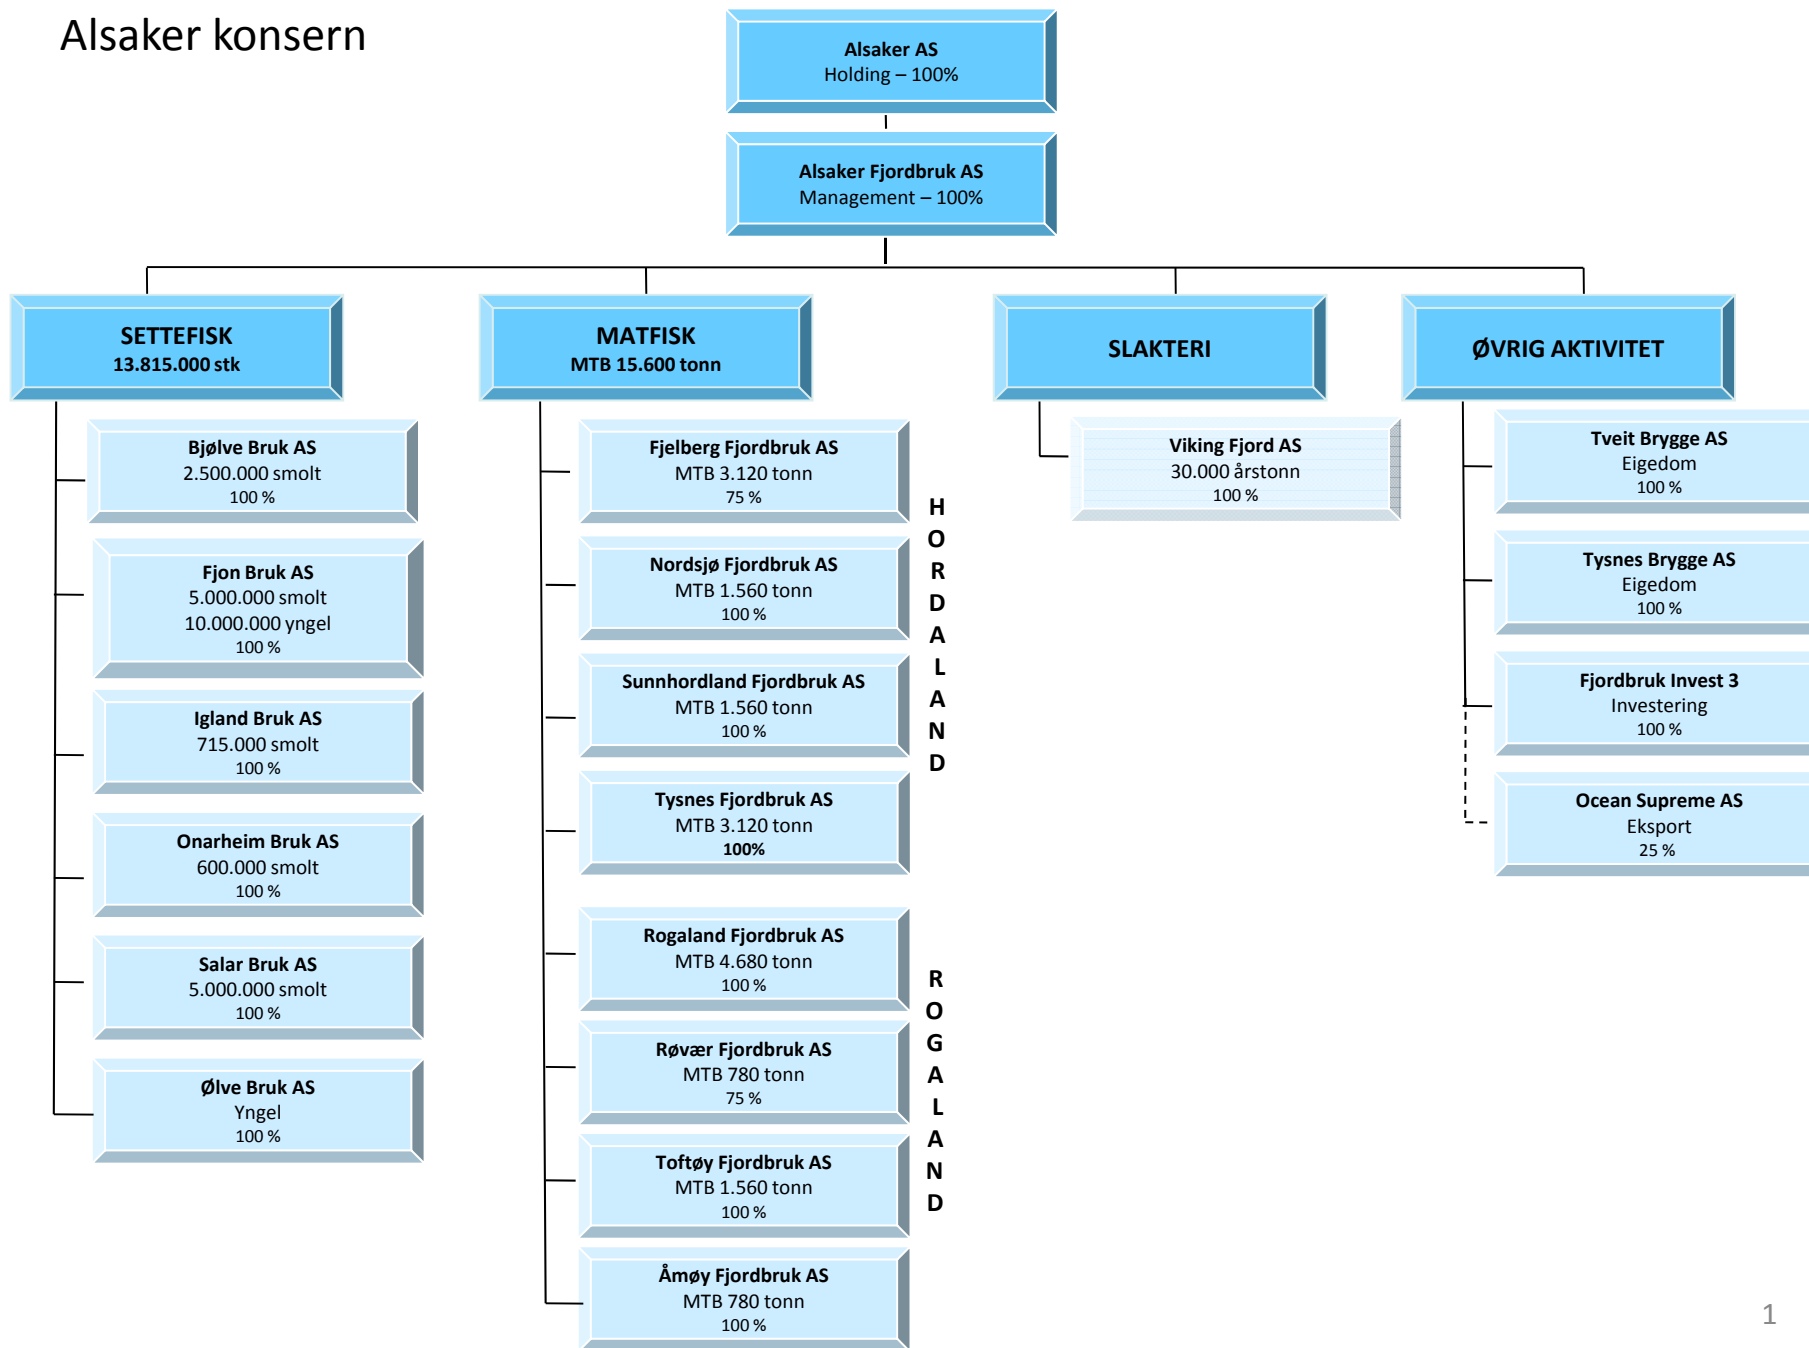 Alsaker konsern
Alsaker AS
Holding – 100%
Alsaker Fjordbruk AS
Management – 100%
SETTEFISK
13.815.000 stk
Bjølve Bruk AS
2.500.000 smolt
100 %
Fjon Bruk AS
5.000.000 smolt
10.000.000 yngel
100 %
Igland Bruk AS
715.000 smolt
100 %
Onarheim Bruk AS
600.000 smolt
100 %
Salar Bruk AS
5.000.000 smolt
100 %
Ølve Bruk AS
Yngel
100 %
MATFISK
MTB 15.600 tonn
Fjelberg Fjordbruk AS
MTB 3.120 tonn
75 %
Nordsjø Fjordbruk AS
MTB 1.560 tonn
100 %
Sunnhordland Fjordbruk AS
MTB 1.560 tonn
100 %
Tysnes Fjordbruk AS
MTB 3.120 tonn
100%
HORDALAND
Rogaland Fjordbruk AS
MTB 4.680 tonn
100 %
Røvær Fjordbruk AS
MTB 780 tonn
75 %
Toftøy Fjordbruk AS
MTB 1.560 tonn
100 %
Åmøy Fjordbruk AS
MTB 780 tonn
100 %
ROGALAND
SLAKTERI
Viking Fjord AS
30.000 årstonn
100 %
ØVRIG AKTIVITET
Tveit Brygge AS
Eigedom
100 %
Tysnes Brygge AS
Eigedom
100 %
Fjordbruk Invest 3
Investering
100 %
Ocean Supreme AS
Eksport
25 %
1